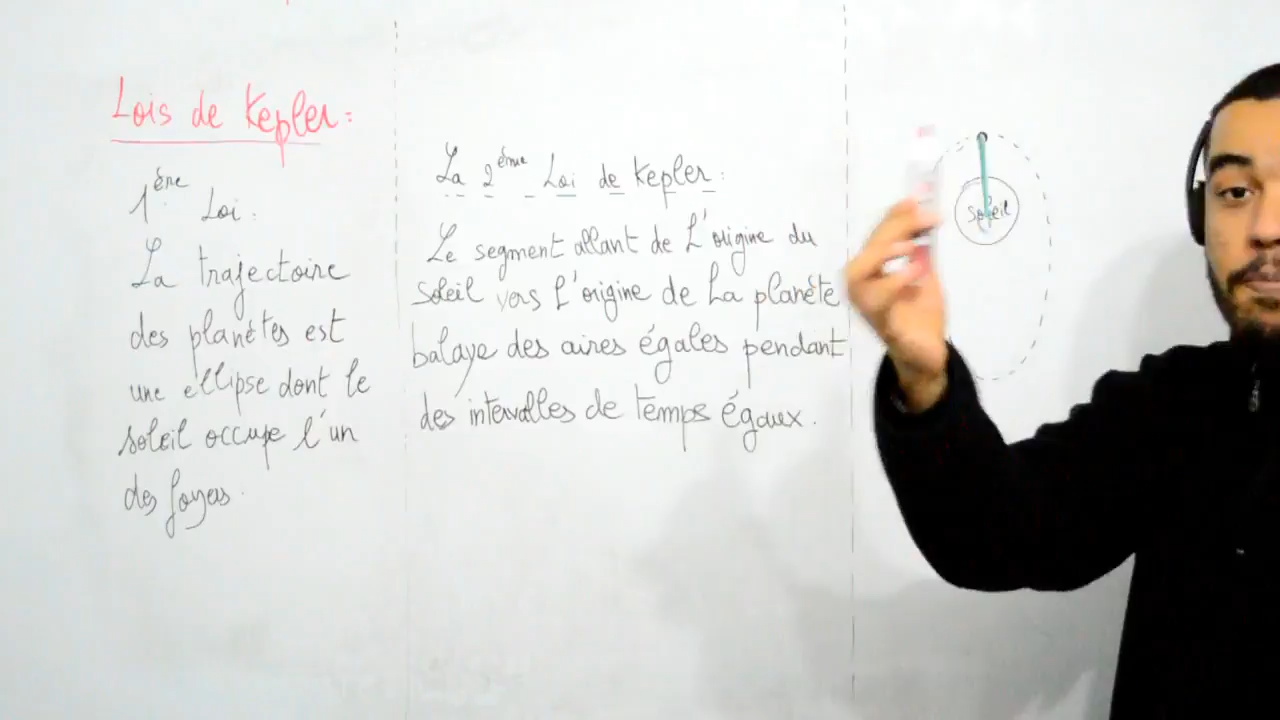 Lois de Kepler :
1ère Loi :
La trajectoire
des planètes est
une ellipse dont le
soleil occupe l'un
des foyers.
La 2ème Loi de Kepler :
Le segment allant de L'origine du
soleil vers l'origine de La planète
balaye des aires égales pendant
des intervalles de temps égaux.
soleil